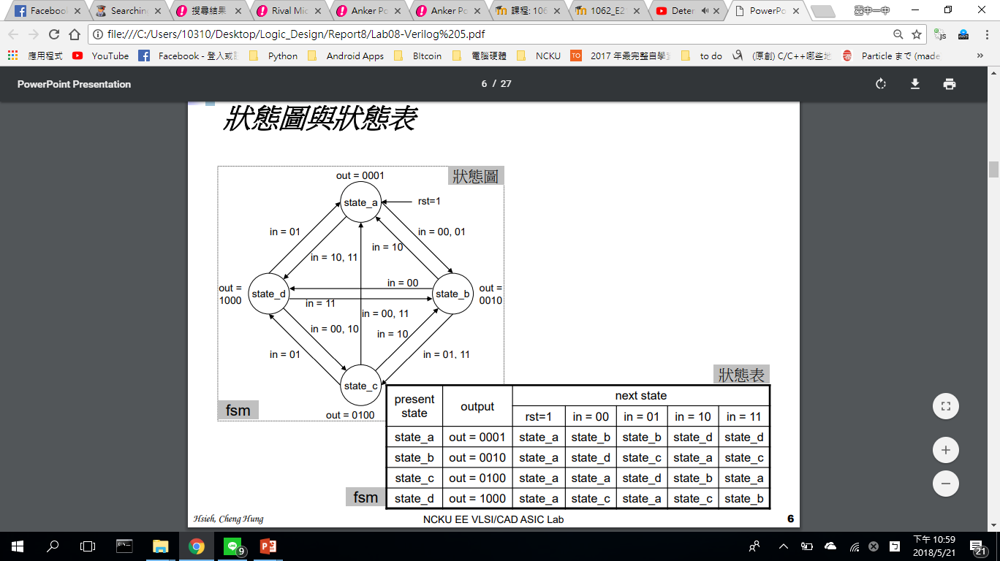 Facebook
Searching
搜尋結果
Rival Mic
Anker Po
Anker Po
課程: 106
1062_E2
Deter
PowerPo
臺中一中
file:///C:/Users/10310/Desktop/Logic_Design/Report8/Lab08-Verilog%205.pdf
應用程式
YouTube
Facebook - 登入或註
Python
Android Apps
BItcoin
電腦硬體
NCKU
TO
2017 年最完整自學資
to do
(原創) C/C++哪些地
Particle まで (made
»
PowerPoint Presentation
6 / 27
狀態圖與狀態表
狀態圖
out = 0001
state_a
rst=1
in = 01
in = 00, 01
in = 10
in = 10, 11
in = 00
out =
1000
state_d
state_b
out =
0010
in = 11
in = 00, 11
in = 00, 10
in = 10
in = 01
in = 01, 11
state_c
out = 0100
fsm
狀態表
present state output next state
rst=1 in = 00 in = 01 in = 10 in = 11
state_a out = 0001 state_a state_b state_b state_d state_d
state_b out = 0010 state_a state_d state_c state_a state_c
state_c out = 0100 state_a state_a state_d state_b state_a
state_d out = 1000 state_a state_c state_a state_c state_b
fsm
Hsieh, Cheng Hung
NCKU EE VLSI/CAD ASIC Lab
6
9
下午 10:59
2018/5/21
21